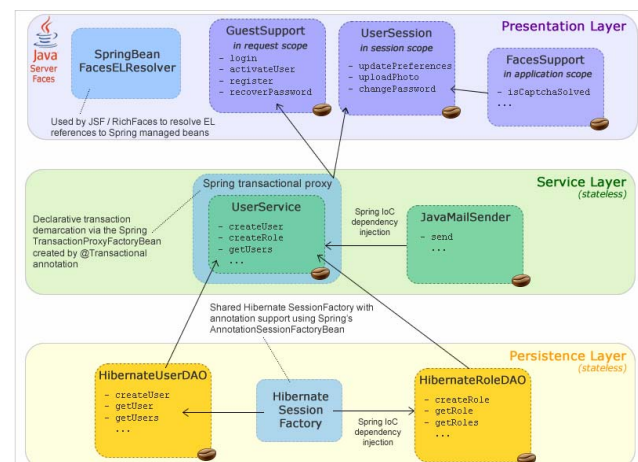 Presentation Layer
Java
Server
Faces
SpringBean
FacesELResolver
Used by JSF / RichFaces to resolve EL
references to Spring managed beans
GuestSupport
in request scope
- login
- activateUser
- register
- recoverPassword
UserSession
in session scope
- updatePreferences
- uploadPhoto
- changePassword
FacesSupport
in application scope
- isCaptchaSolved
...
Service Layer
(stateless)
Spring transactional proxy
UserService
- createUser
- createRole
- getUsers
...
Declarative transaction
demarcation via the Spring
TransactionProxyFactoryBean
created by @Transactional
annotation
Spring IoC
dependency
injection
JavaMailSender
- send
...
Shared Hibernate SessionFactory with
annotation support using Spring's
AnnotationSessionFactoryBean
Persistence Layer
(stateless)
HibernateUserDAO
- createUser
- getUser
- getUsers
...
Hibernate
Session
Factory
Spring IoC
dependency
injection
HibernateRoleDAO
- createRole
- getRole
- getRoles
...